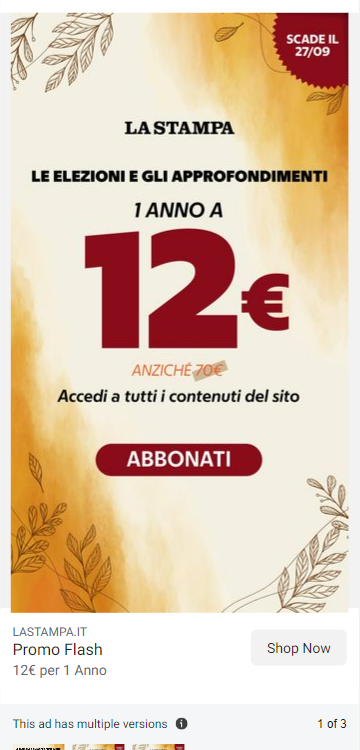 SCADE IL
27/09
LA STAMPA
LE ELEZIONI E GLI APPROFONDIMENTI
1 ANNO A
12€
ANZICHÉ 70€
Accedi a tutti i contenuti del sito
ABBONATI
LASTAMPA.IT
Promo Flash
12€ per 1 Anno
Shop Now
This ad has multiple versions
1 of 3